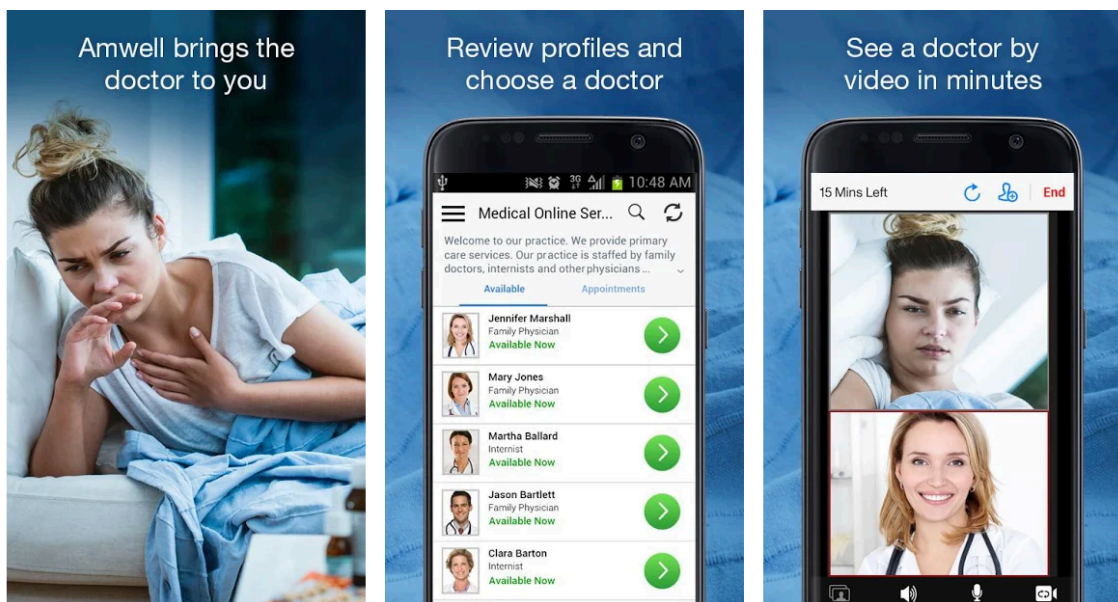 Amwell brings the
doctor to you
Review profiles and
choose a doctor
3G
10:48 AM
Medical Online Ser...
Welcome to our practice. We provide primary
care services. Our practice is staffed by family
doctors, internists and other physicians ...
Available
Appointments
Jennifer Marshall
Family Physician
Available Now
Mary Jones
Family Physician
Available Now
Martha Ballard
Internist
Available Now
Jason Bartlett
Family Physician
Available Now
Clara Barton
Internist
Available Now
See a doctor by
video in minutes
15 Mins Left
End